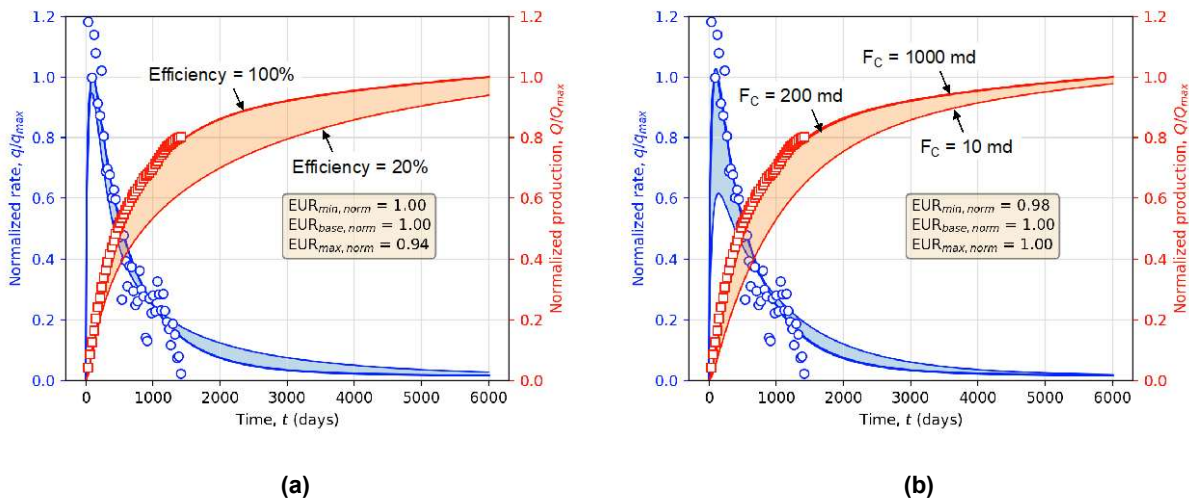 1.2
1.0
0.8
0.6
0.4
0.2
0.0
Normalized rate, q/q_max
Efficiency = 100%
Efficiency = 20%
EUR_min, norm = 1.00
EUR_base, norm = 1.00
EUR_max, norm = 0.94
1.2
1.0
0.8
0.6
0.4
0.2
0.0
Normalized production, Q/Q_max
0 1000 2000 3000 4000 5000 6000
Time, t (days)
(a)
1.2
1.0
0.8
0.6
0.4
0.2
0.0
Normalized rate, q/q_max
F_C = 1000 md
F_C = 200 md
F_C = 10 md
EUR_min, norm = 0.98
EUR_base, norm = 1.00
EUR_max, norm = 1.00
1.2
1.0
0.8
0.6
0.4
0.2
0.0
Normalized production, Q/Q_max
0 1000 2000 3000 4000 5000 6000
Time, t (days)
(b)